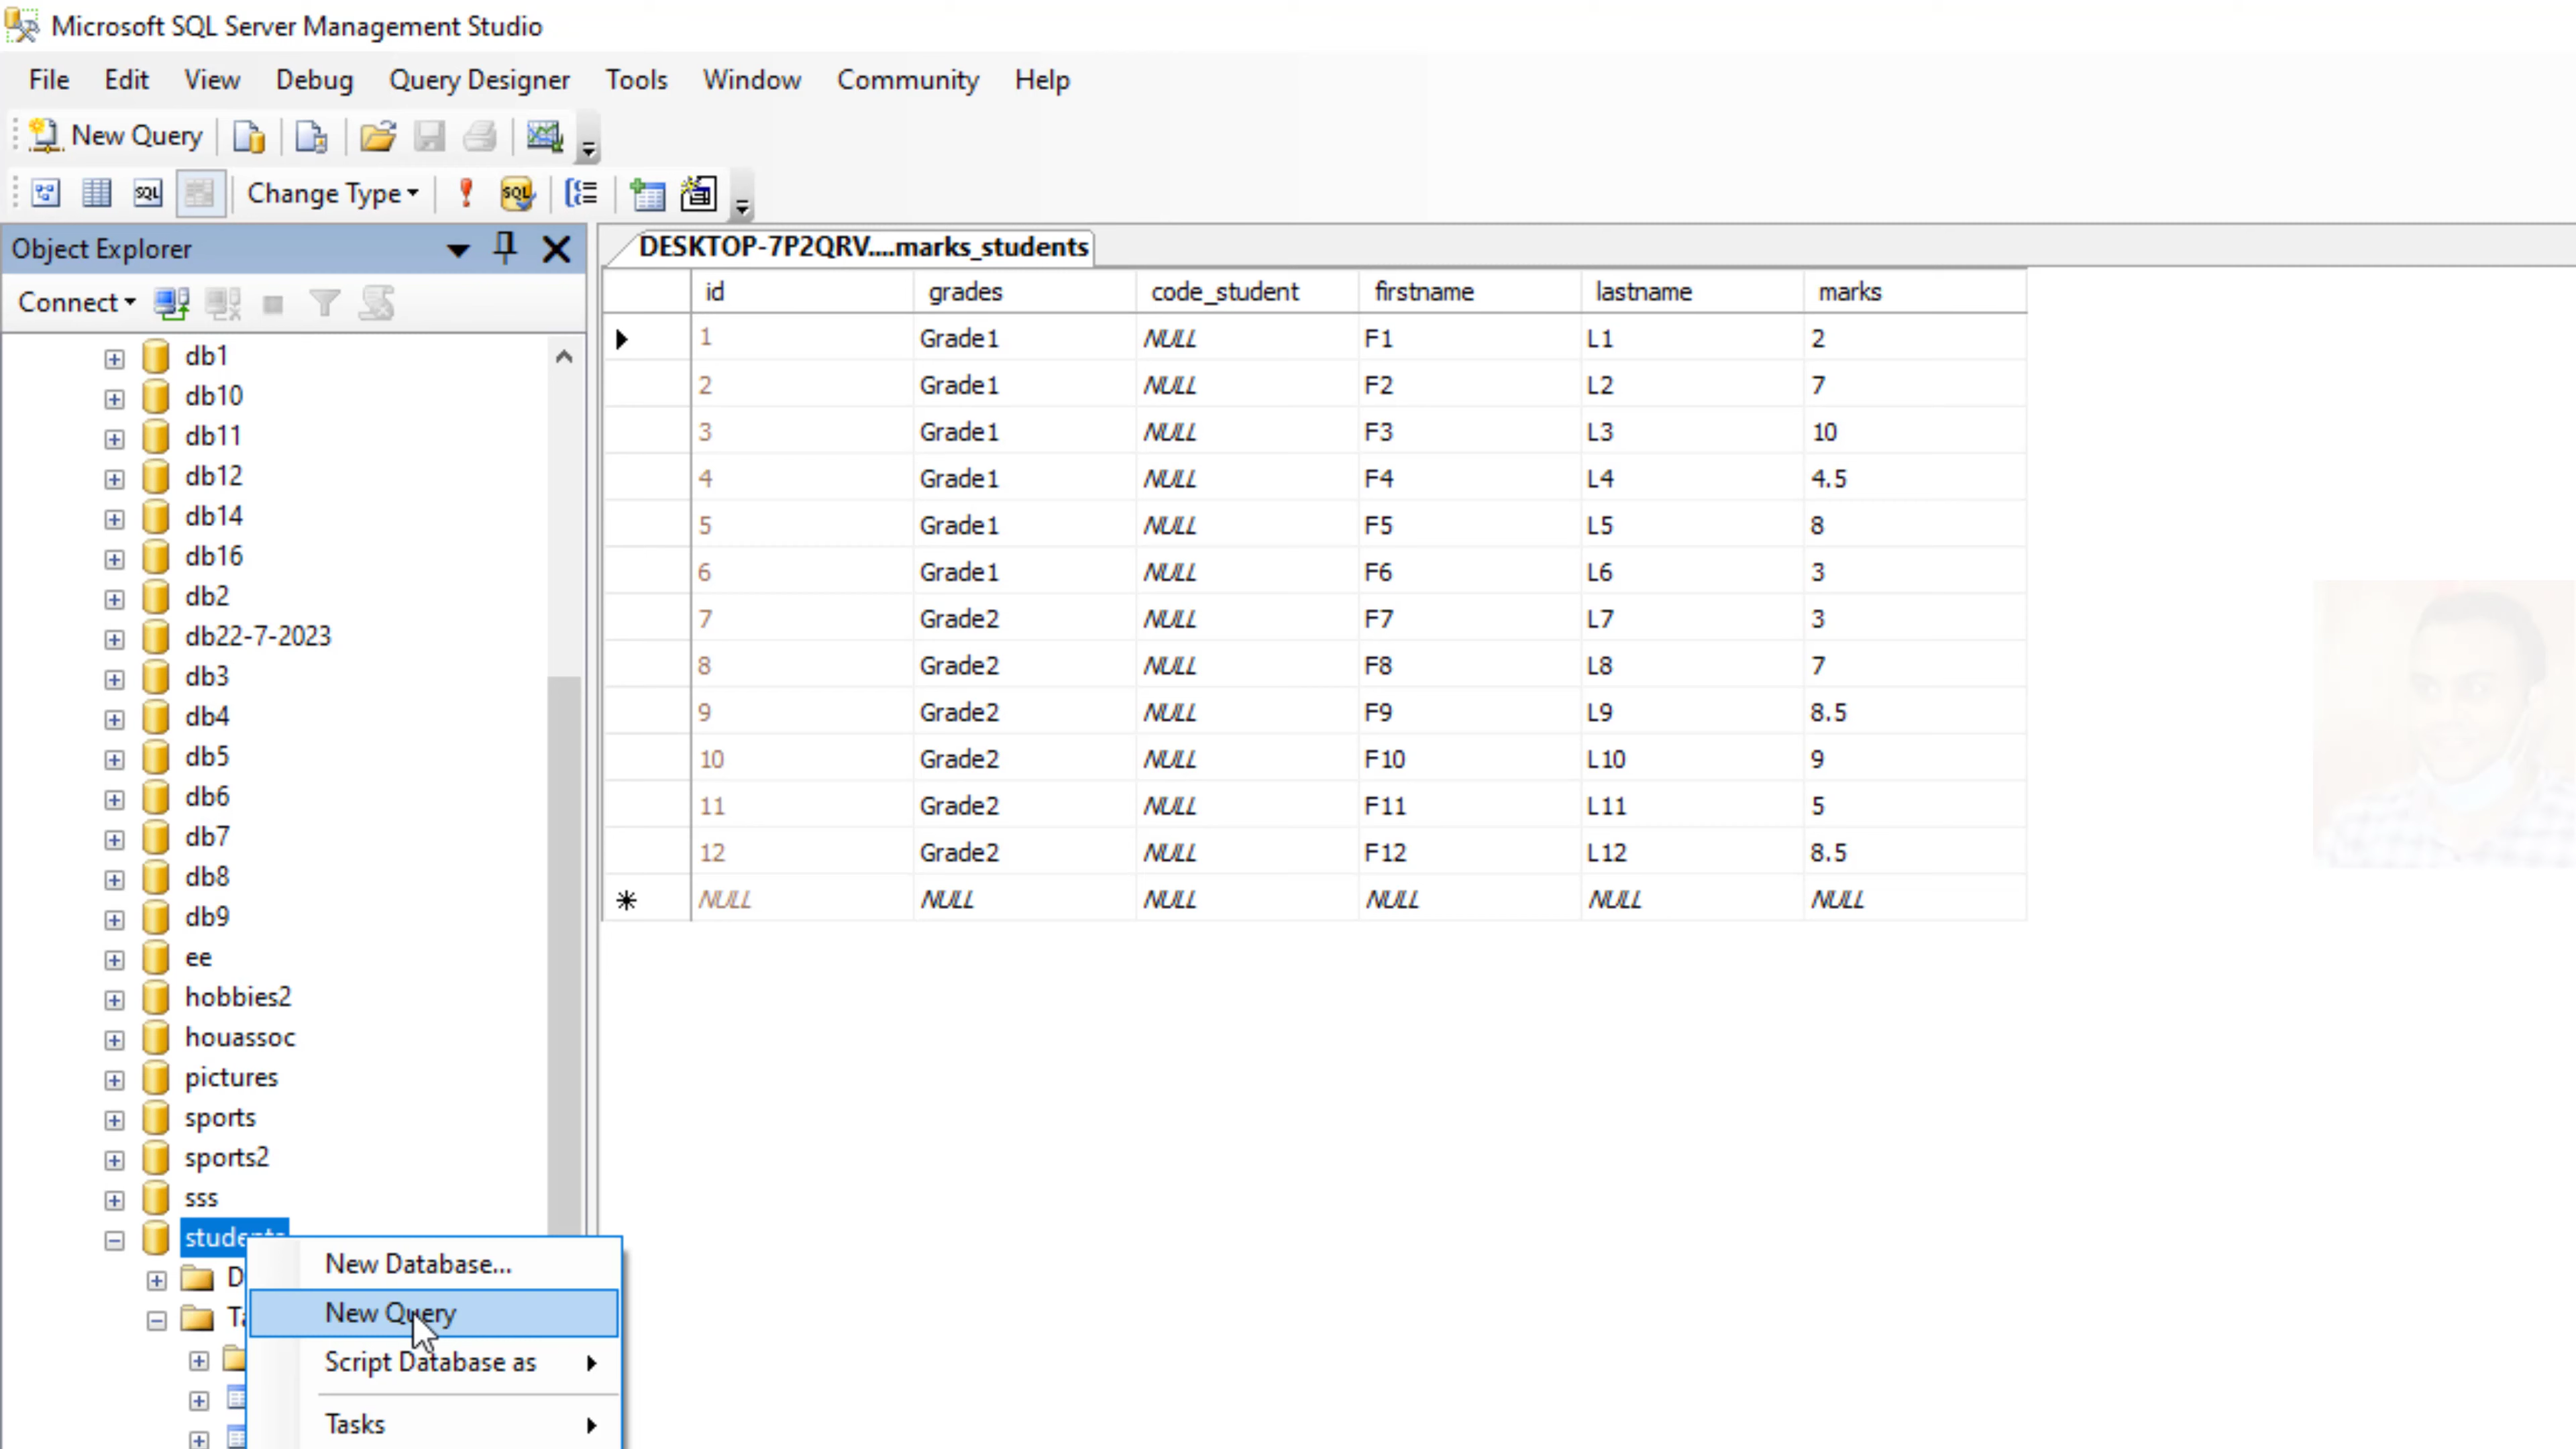 Microsoft SQL Server Management Studio
File Edit View Debug Query Designer Tools Window Community Help
New Query
SQL Change Type SQL
Object Explorer
Connect
db1
db10
db11
db12
db14
db16
db2
db22-7-2023
db3
db4
db5
db6
db7
db8
db9
ee
hobbies2
houassoc
pictures
sports
sports2
sss
students
D
Ta
New Database...
New Query
Script Database as
Tasks
DESKTOP-7P2QRV....marks_students
id grades code_student firstname lastname marks
1 Grade1 NULL F1 L1 2
2 Grade1 NULL F2 L2 7
3 Grade1 NULL F3 L3 10
4 Grade1 NULL F4 L4 4.5
5 Grade1 NULL F5 L5 8
6 Grade1 NULL F6 L6 3
7 Grade2 NULL F7 L7 3
8 Grade2 NULL F8 L8 7
9 Grade2 NULL F9 L9 8.5
10 Grade2 NULL F10 L10 9
11 Grade2 NULL F11 L11 5
12 Grade2 NULL F12 L12 8.5
NULL NULL NULL NULL NULL NULL